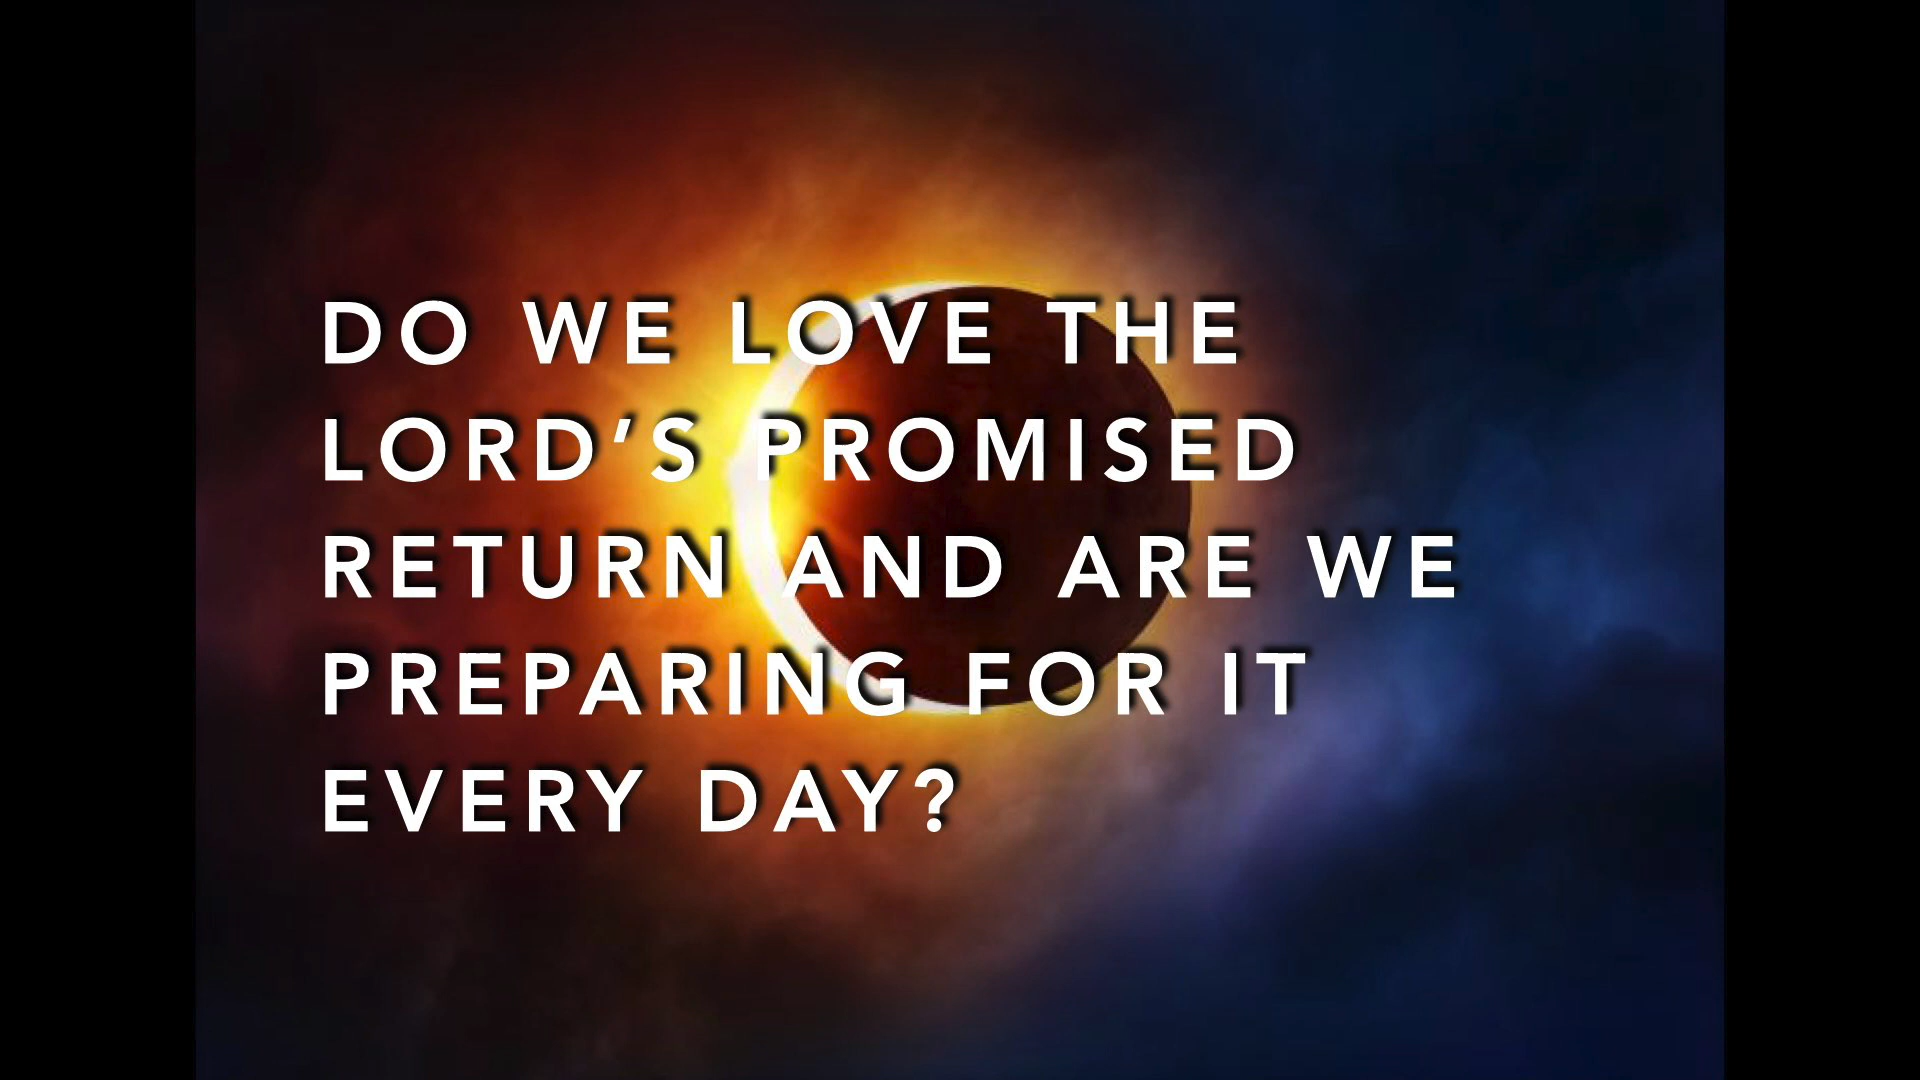 DO WE LOVE THE
LORD’S PROMISED
RETURN AND ARE WE
PREPARING FOR IT
EVERY DAY?